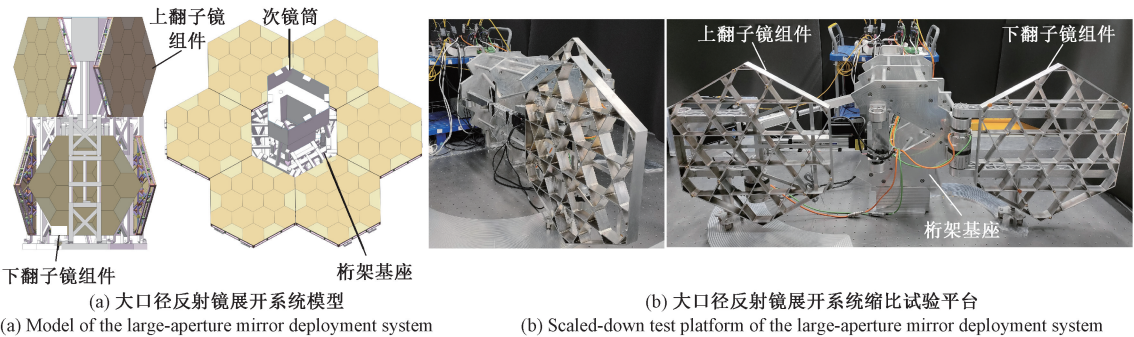 上翻子镜
组件
次镜筒
下翻子镜组件
桁架基座
(a) 大口径反射镜展开系统模型
(a) Model of the large-aperture mirror deployment system
上翻子镜组件
下翻子镜组件
桁架基座
(b) 大口径反射镜展开系统缩比试验平台
(b) Scaled-down test platform of the large-aperture mirror deployment system